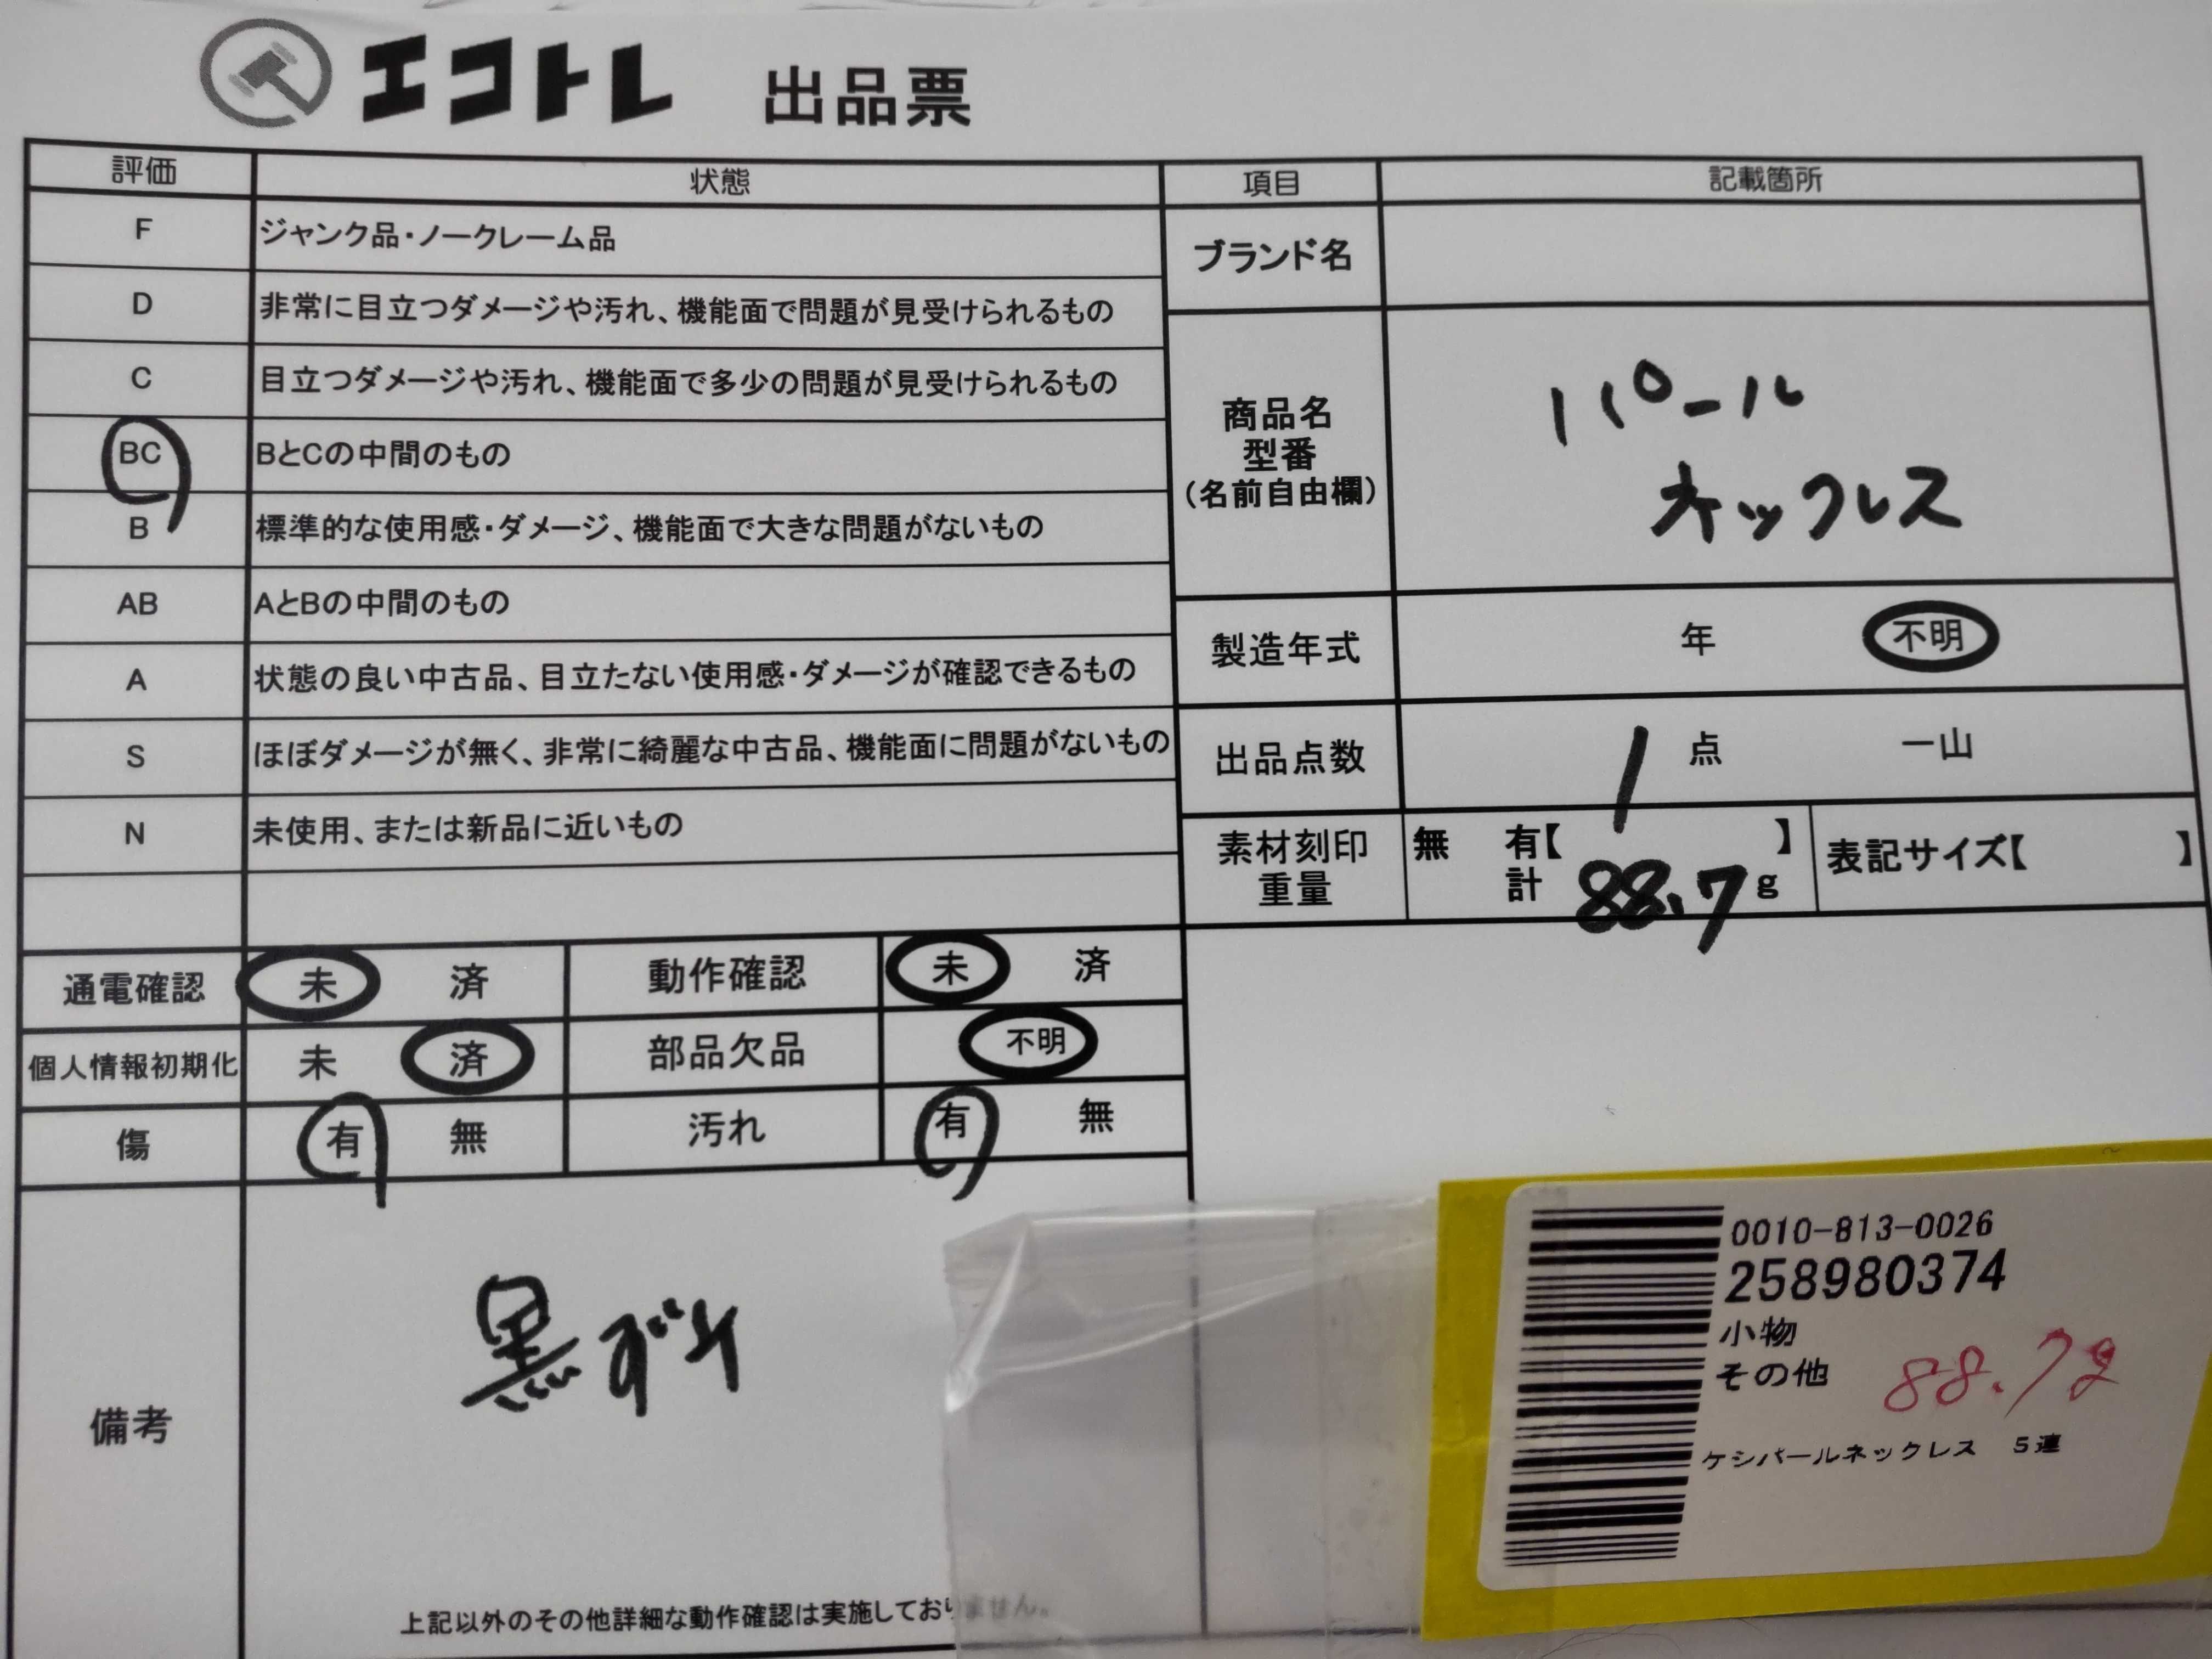 エコトレ 出品票
評価 状態 項目 記載箇所
F ジャンク品・ノークレーム品
D 非常に目立つダメージや汚れ、機能面で問題が見受けられるもの
C 目立つダメージや汚れ、機能面で多少の問題が見受けられるもの
BC BとCの中間のもの
B 標準的な使用感・ダメージ、機能面で大きな問題がないもの
AB AとBの中間のもの
A 状態の良い中古品、目立たない使用感・ダメージが確認できるもの
S ほぼダメージが無く、非常に綺麗な中古品、機能面に問題がないもの
N 未使用、または新品に近いもの
ブランド名
商品名
型番
(名前自由欄)
パール
ネックレス
製造年式 年 不明
出品点数 1 点 一山
素材刻印
重量
無 有【 】
計 88.7 g
表記サイズ【 】
通電確認 未 済 動作確認 未 済
個人情報初期化 未 済 部品欠品 不明
傷 有 無 汚れ 有 無
備考
黒ずみ
上記以外のその他詳細な動作確認は実施しておりません。
0010-813-0026
258980374
小物
その他
88.7g
ケシパールネックレス 5連